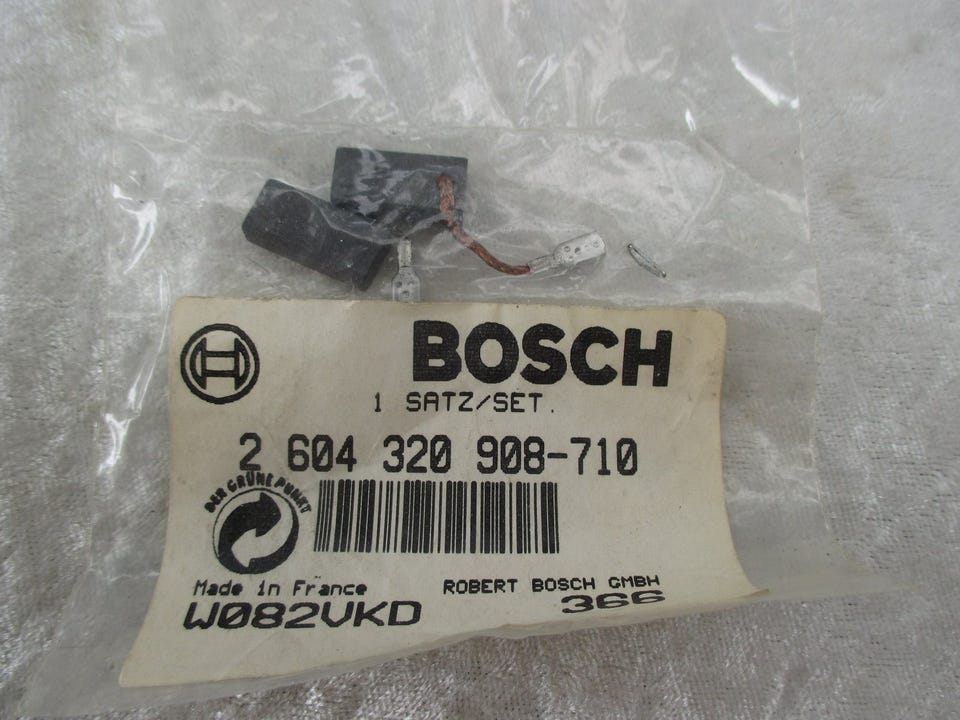 BOSCH
1 SATZ/SET.
2 604 320 908-710
DER GRÜNE PUNKT
Made in France
ROBERT BOSCH GMBH
W082VKD
366